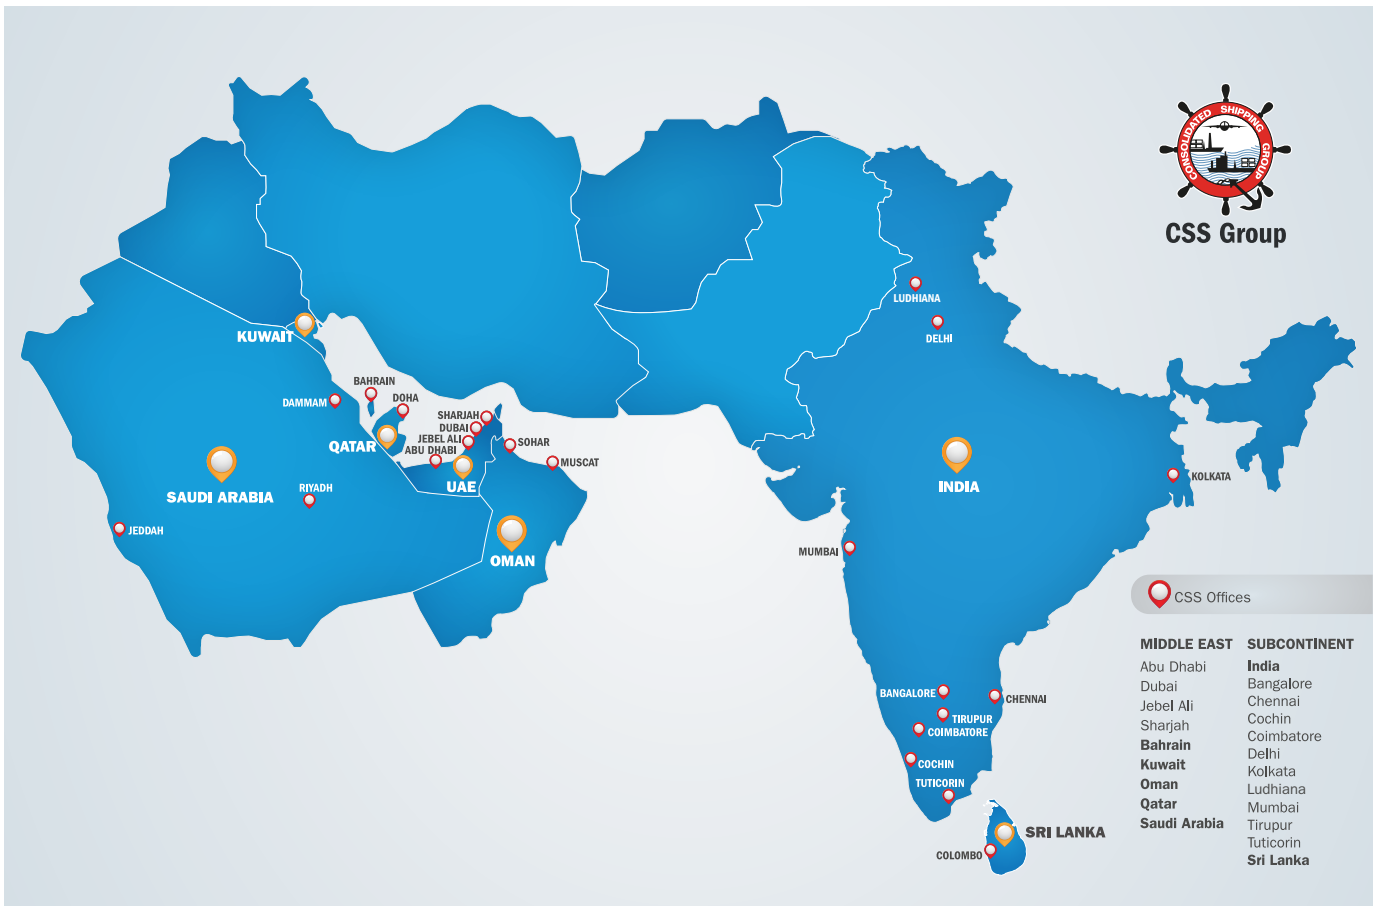 CONSOLIDATED SHIPPING GROUP
CSS Group
LUDHIANA
DELHI
KUWAIT
BAHRAIN
DAMMAM
DOHA
SHARJAH
DUBAI
QATAR
JEBEL ALI
SOHAR
ABU DHABI
MUSCAT
UAE
SAUDI ARABIA
RIYADH
INDIA
KOLKATA
JEDDAH
MUMBAI
OMAN
CSS Offices
BANGALORE
CHENNAI
TIRUPUR
COIMBATORE
COCHIN
TUTICORIN
SRI LANKA
COLOMBO
MIDDLE EAST
Abu Dhabi
Dubai
Jebel Ali
Sharjah
Bahrain
Kuwait
Oman
Qatar
Saudi Arabia
SUBCONTINENT
India
Bangalore
Chennai
Cochin
Coimbatore
Delhi
Kolkata
Ludhiana
Mumbai
Tirupur
Tuticorin
Sri Lanka